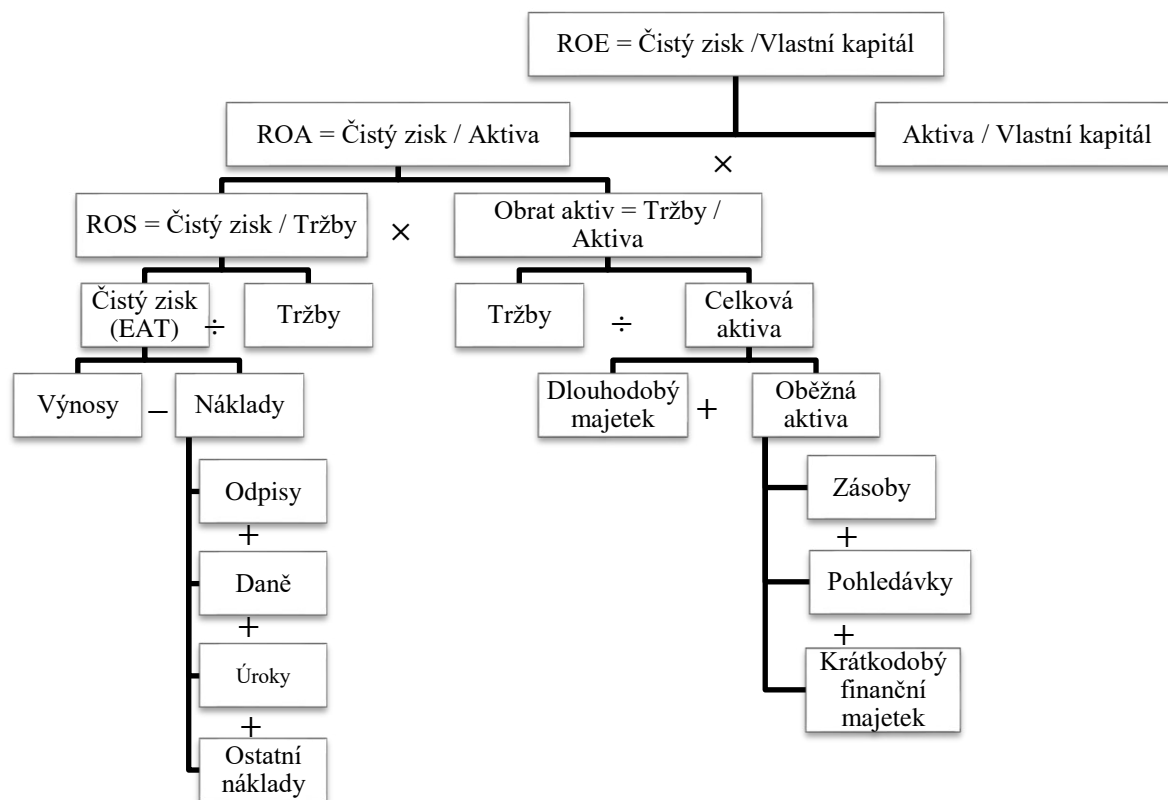 ROE = Čistý zisk /Vlastní kapitál
ROA = Čistý zisk / Aktiva
×
Aktiva / Vlastní kapitál
ROS = Čistý zisk / Tržby
×
Obrat aktiv = Tržby /
Aktiva
Čistý zisk
(EAT)
÷
Tržby
Tržby
÷
Celková
aktiva
Výnosy
−
Náklady
Dlouhodobý
majetek
+
Oběžná
aktiva
Odpisy
+
Daně
+
Úroky
+
Ostatní
náklady
Zásoby
+
Pohledávky
+
Krátkodobý
finanční
majetek